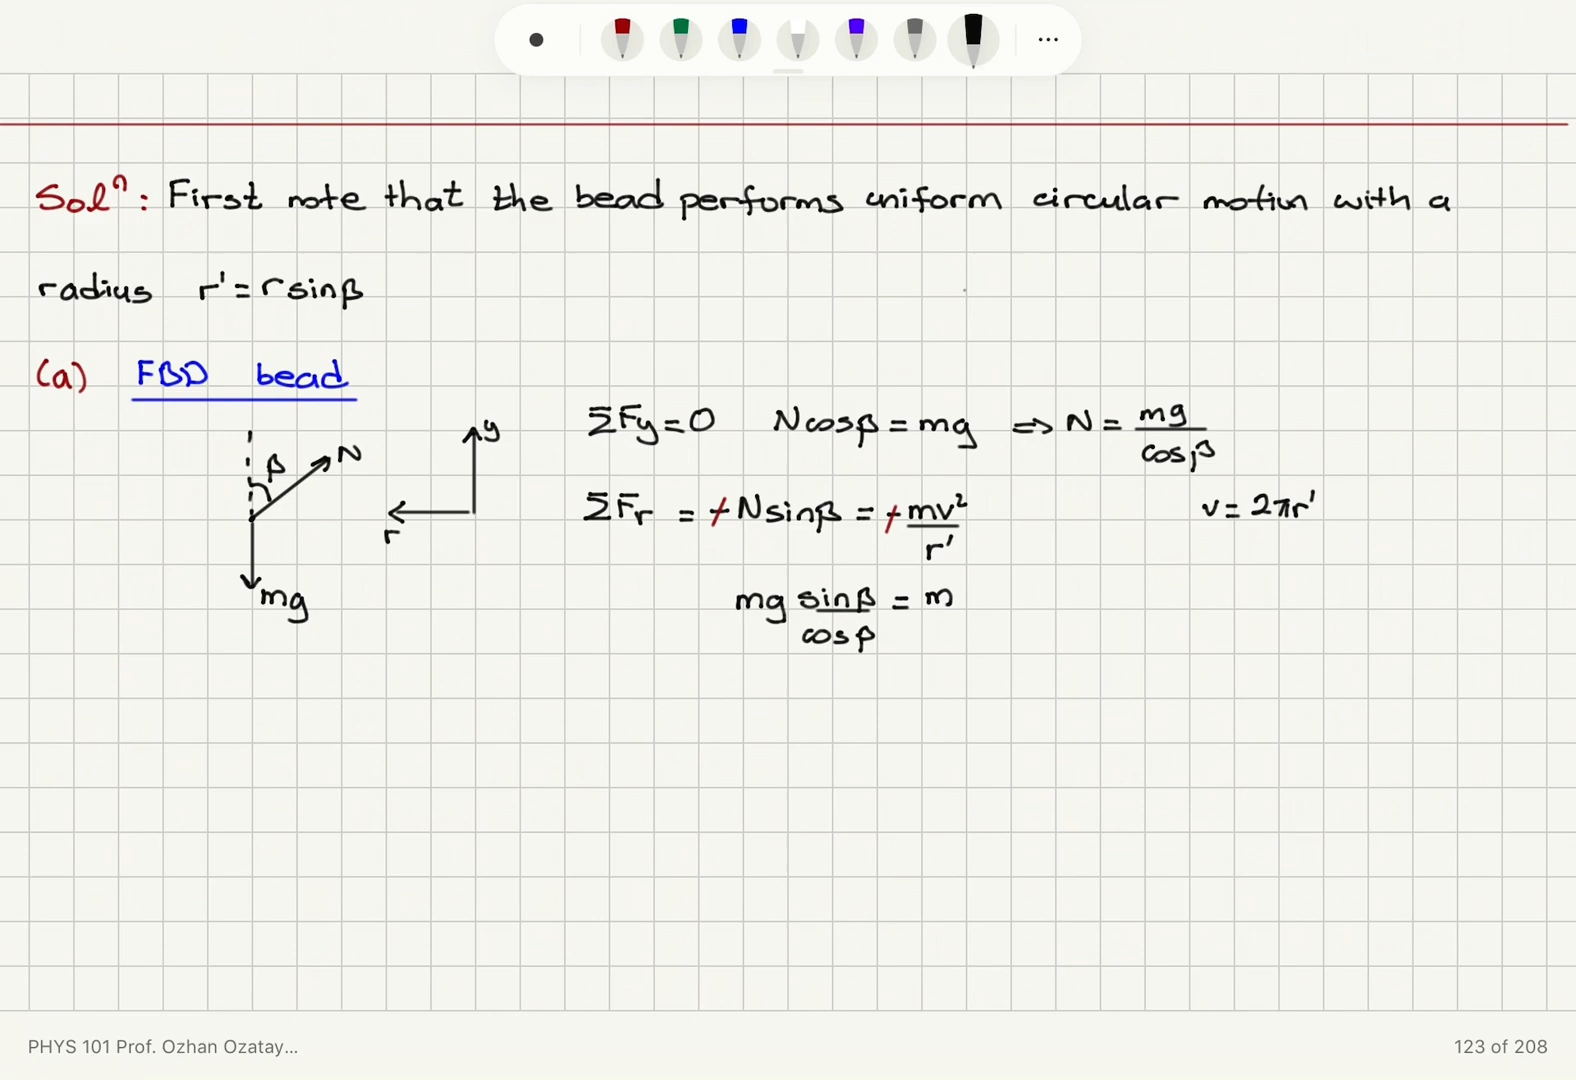 Solⁿ: First note that the bead performs uniform circular motion with a
radius r' = r sinβ
(a) FBD bead
β N
y
r
mg
ΣFy = 0 N cosβ = mg ⇒ N = mg/cosβ
ΣFr = -N sinβ = -mv²/r'
v = 2πr'
mg sinβ/cosβ = m
PHYS 101 Prof. Ozhan Ozatay...
123 of 208